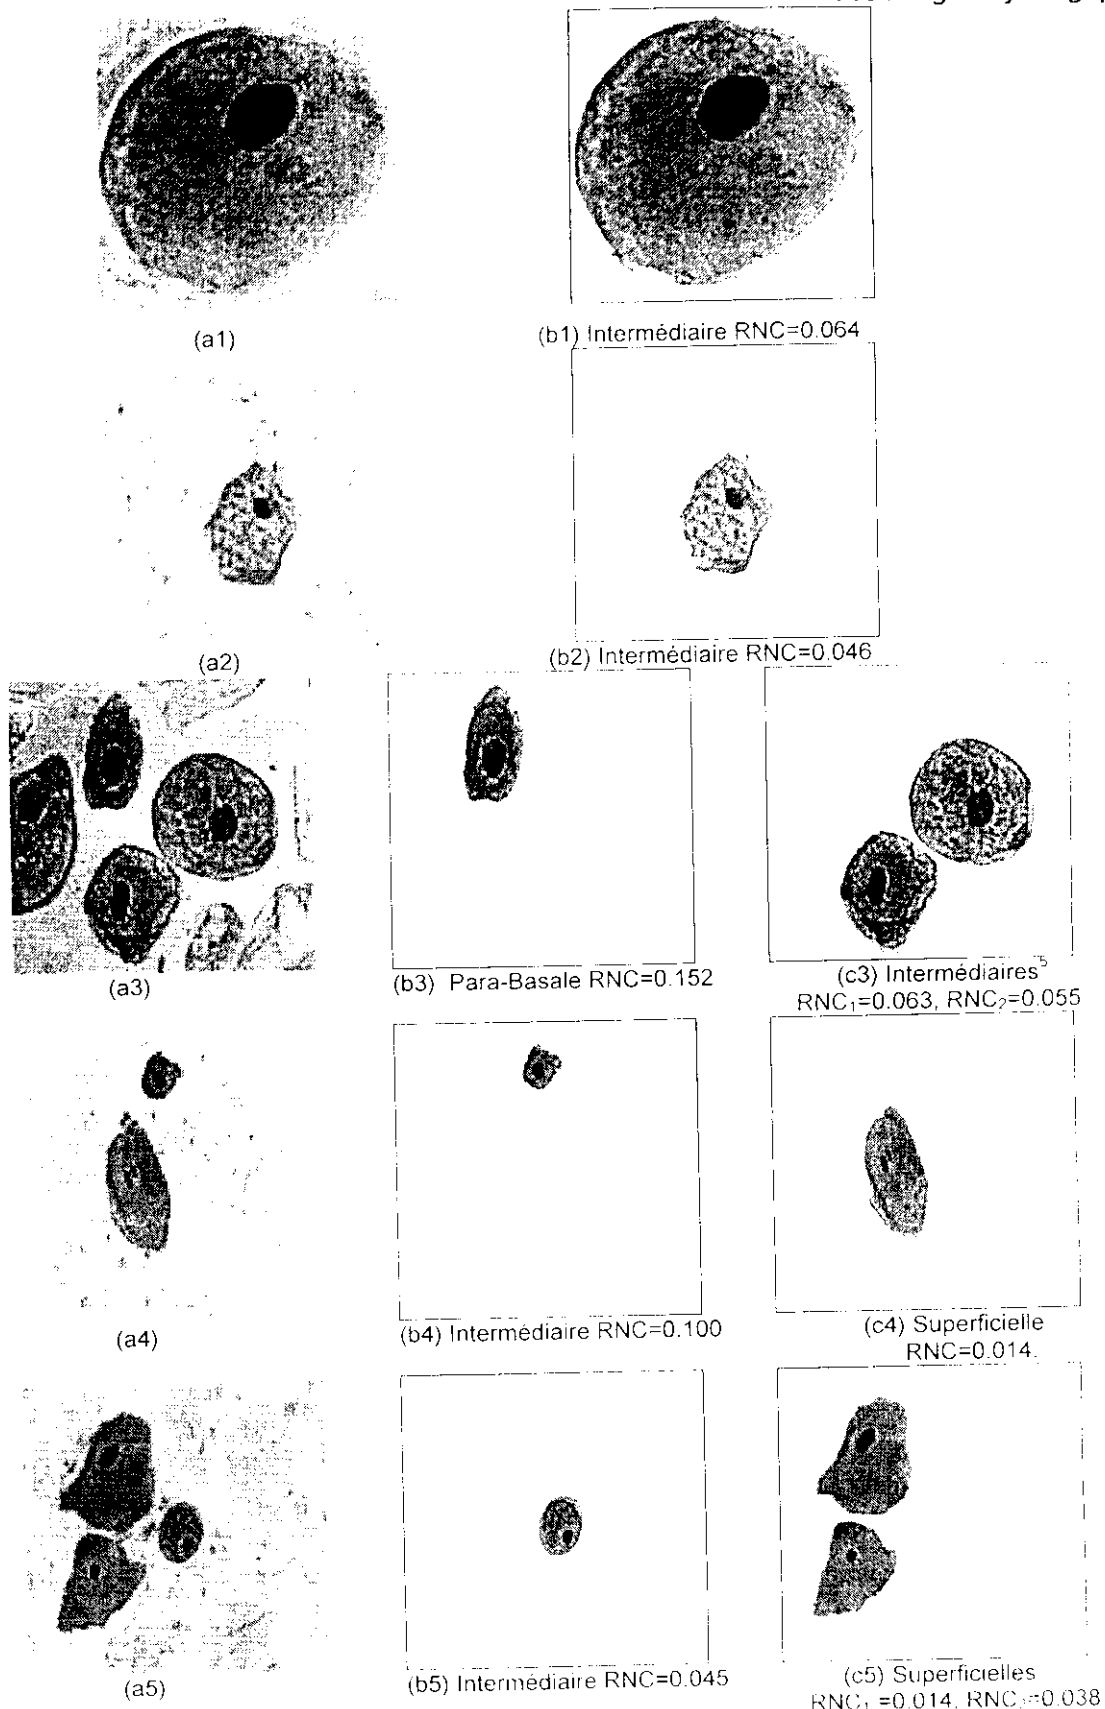 (a1)
(b1) Intermédiaire RNC=0.064
(a2)
(b2) Intermédiaire RNC=0.046
(a3)
(b3) Para-Basale RNC=0.152
(c3) Intermédiaires⁵
RNC₁=0.063, RNC₂=0.055
(a4)
(b4) Intermédiaire RNC=0.100
(c4) Superficielle
RNC=0.014.
(a5)
(b5) Intermédiaire RNC=0.045
(c5) Superficielles
RNC₁=0.014, RNC₂=0.038